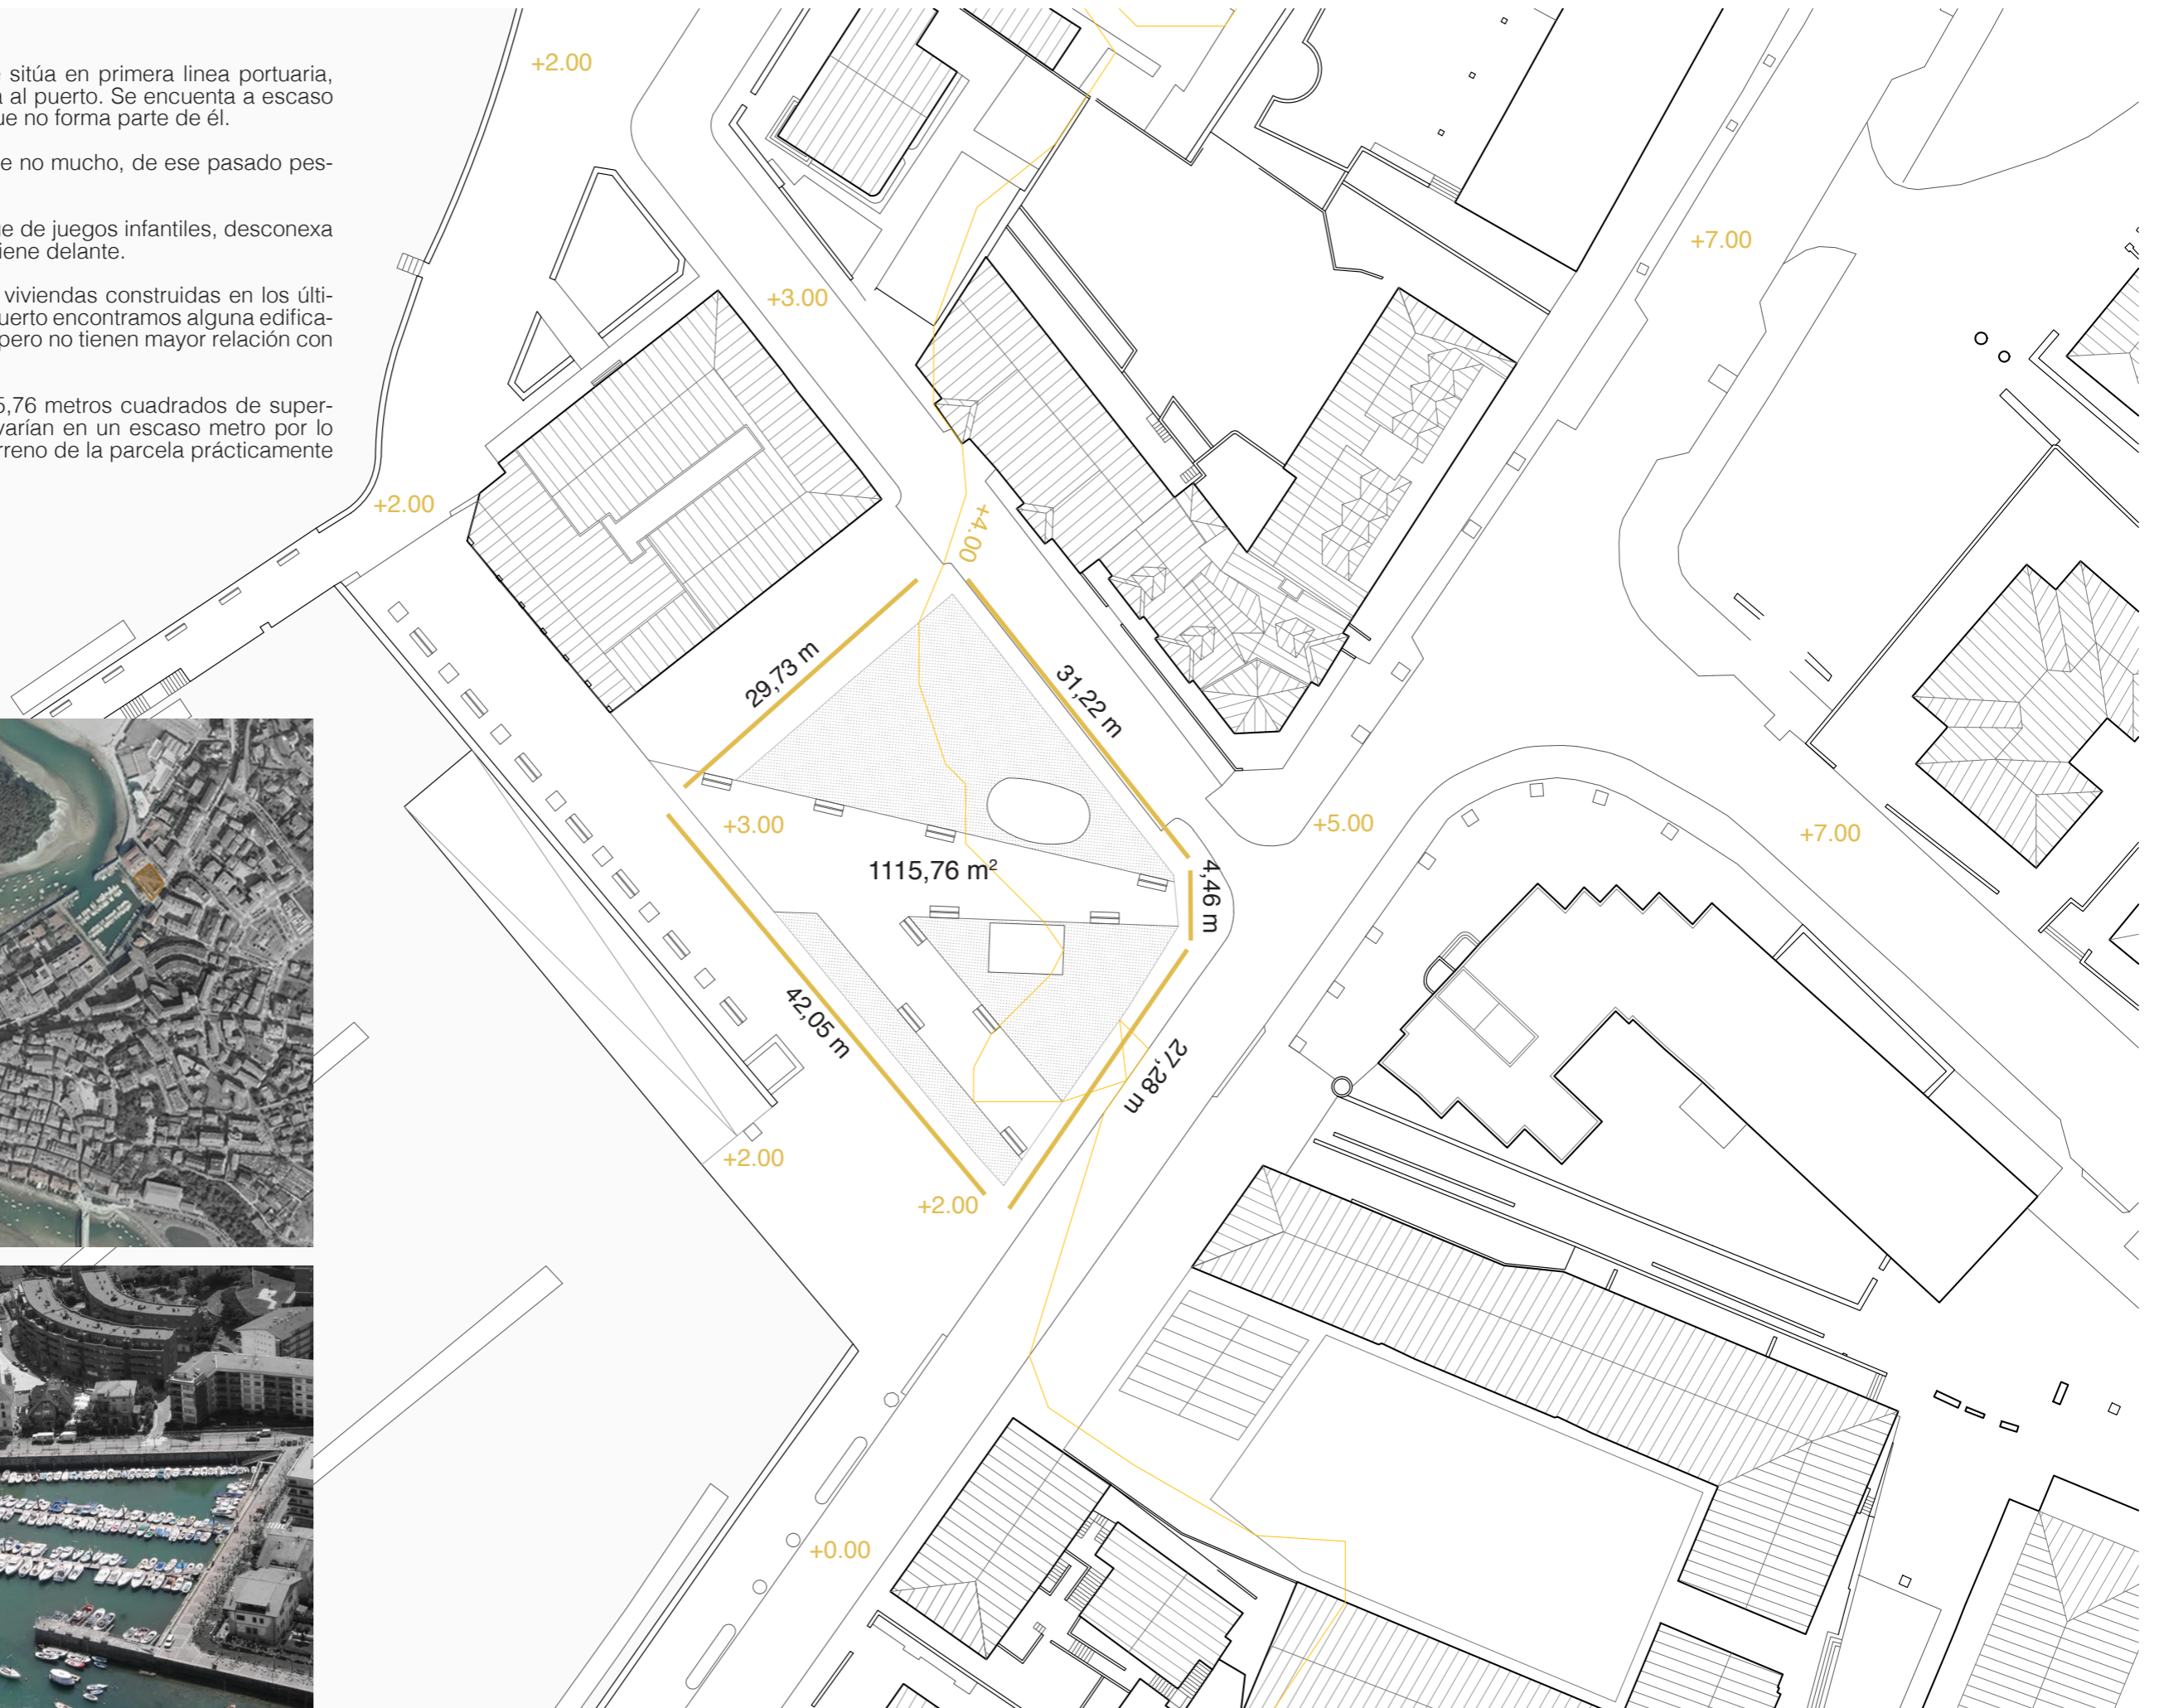 sitúa en primera linea portuaria,
al puerto. Se encuenta a escaso
ue no forma parte de él.
e no mucho, de ese pasado pes-
e de juegos infantiles, desconexa
iene delante.
viviendas construidas en los últi-
uerto encontramos alguna edifica-
pero no tienen mayor relación con
5,76 metros cuadrados de super-
varían en un escaso metro por lo
rreno de la parcela prácticamente
+2.00
+7.00
+3.00
+2.00
+4.00
29,73 m
31,22 m
+3.00
+5.00
+7.00
1115,76 m²
4,46 m
42,05 m
27,28 m
+2.00
+2.00
+0.00